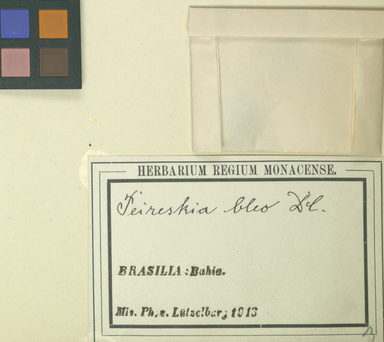 HERBARIUM REGIUM MONACENSE.
Peireskia bleo DC.
BRASILIA: Bahia.
Mis. Ph. v. Lützelburg 1913